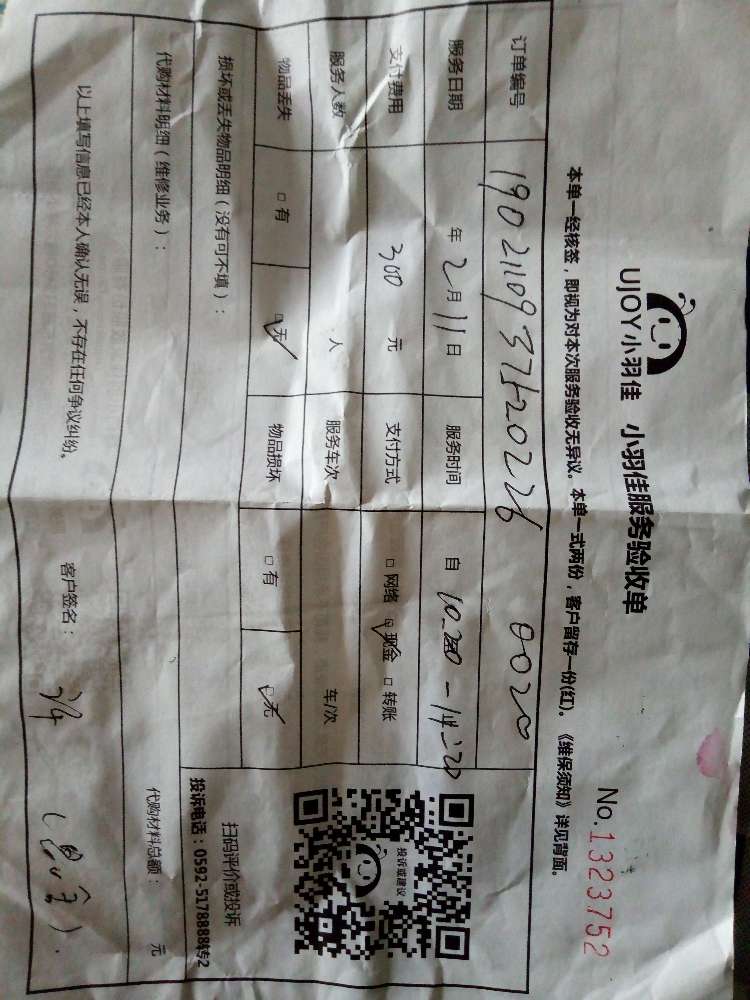 UJOY小羽佳 小羽佳服务验收单
No.1323752
本单一经核签，即视为对本次服务验收无异议。本单一式两份，客户留存一份(红)。《维保须知》详见背面。
订单编号 0020
服务日期 年 2月11日 服务时间 自 10:20-14:20
支付费用 300 元 支付方式 □ 网络 ☑ 现金 □ 转账
服务人数 人 服务车次 车/次
物品丢失 □ 有 ☑ 无 物品损坏 □ 有 ☑ 无
损坏或丢失物品明细（没有可不填）：
投诉或建议
扫码评价或投诉
投诉电话：0592-5178888转2
代购材料明细（维修业务）： 代购材料总额： 元
以上填写信息已经本人确认无误，不存在任何争议纠纷。 客户签名：